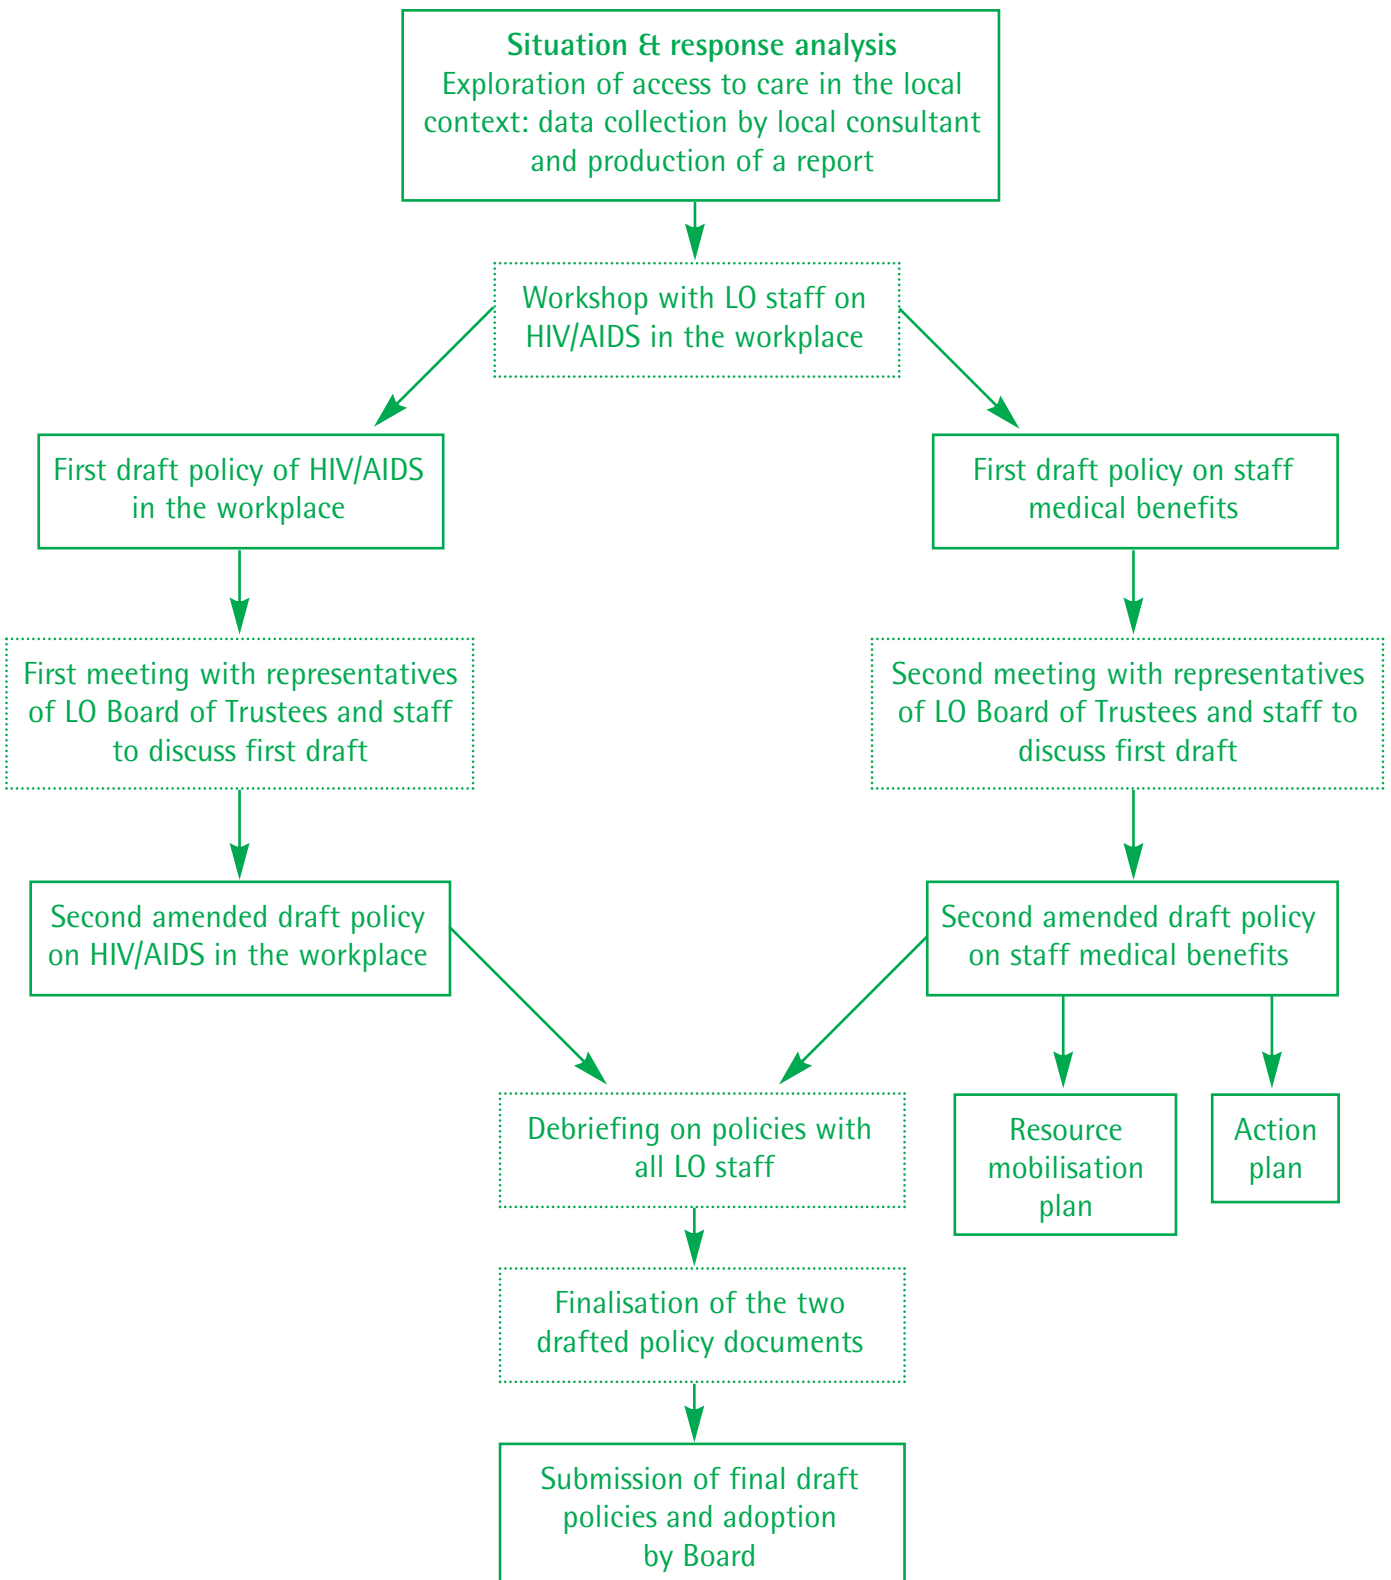 Situation & response analysis
Exploration of access to care in the local
context: data collection by local consultant
and production of a report
Workshop with LO staff on
HIV/AIDS in the workplace
First draft policy of HIV/AIDS
in the workplace
First draft policy on staff
medical benefits
First meeting with representatives
of LO Board of Trustees and staff
to discuss first draft
Second meeting with representatives
of LO Board of Trustees and staff to
discuss first draft
Second amended draft policy
on HIV/AIDS in the workplace
Second amended draft policy
on staff medical benefits
Debriefing on policies with
all LO staff
Resource
mobilisation
plan
Action
plan
Finalisation of the two
drafted policy documents
Submission of final draft
policies and adoption
by Board